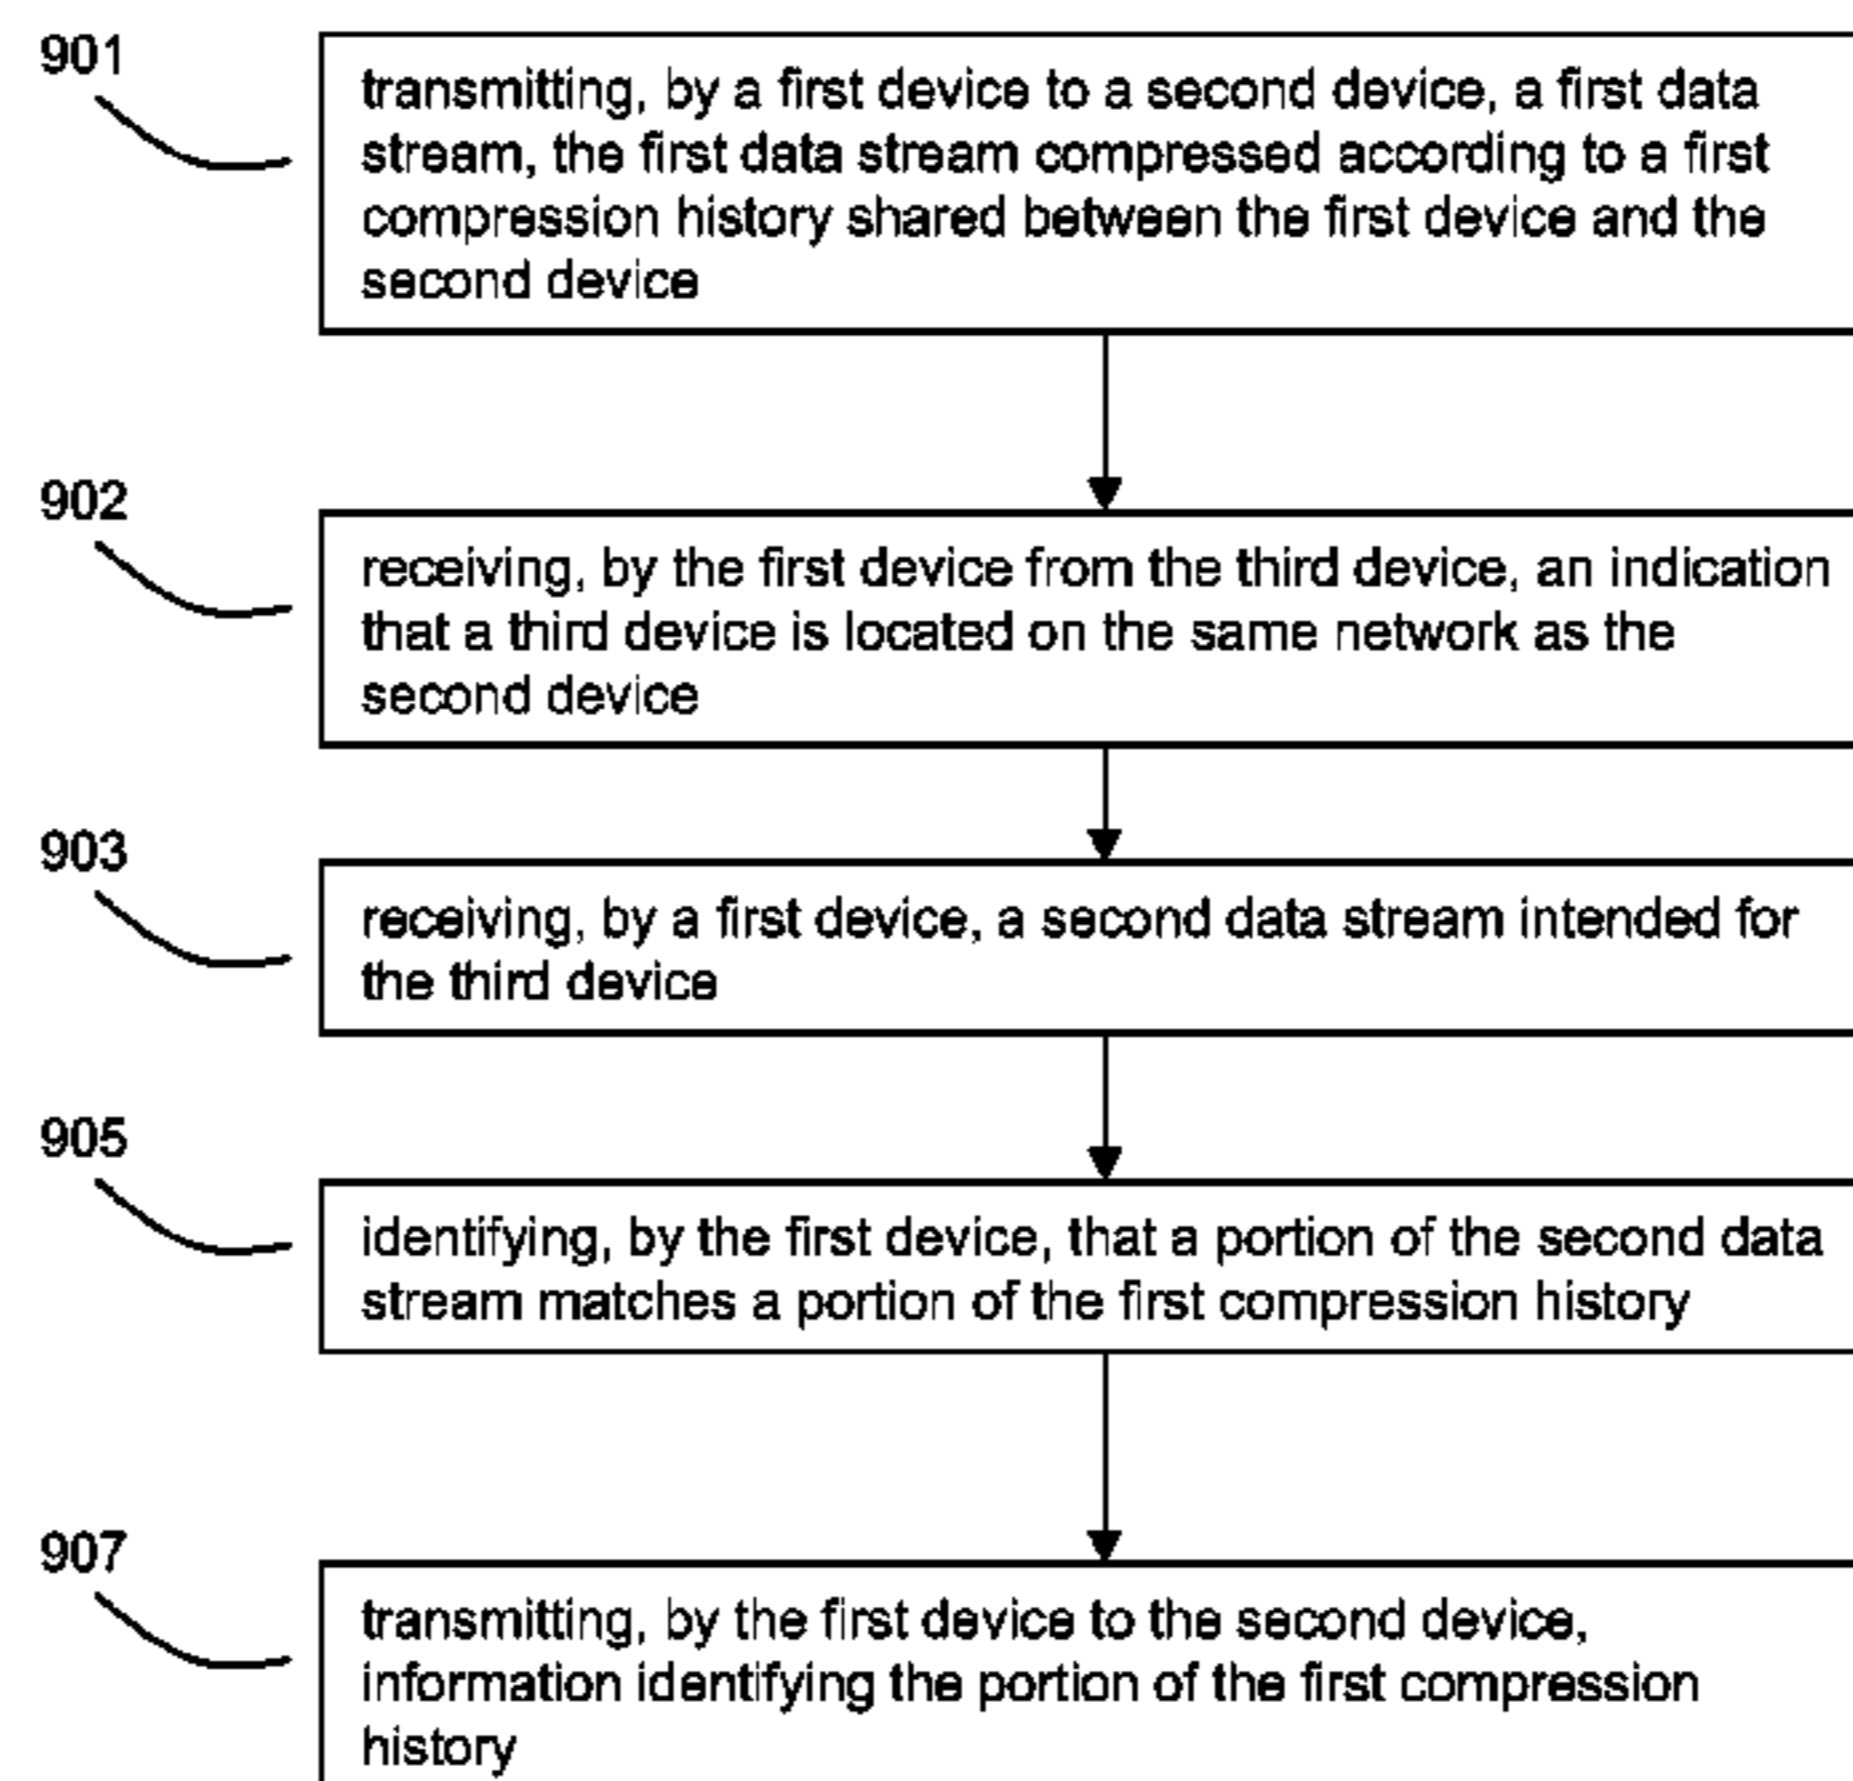 901
transmitting, by a first device to a second device, a first data
stream, the first data stream compressed according to a first
compression history shared between the first device and the
second device
902
receiving, by the first device from the third device, an indication
that a third device is located on the same network as the
second device
903
receiving, by a first device, a second data stream intended for
the third device
905
identifying, by the first device, that a portion of the second data
stream matches a portion of the first compression history
907
transmitting, by the first device to the second device,
information identifying the portion of the first compression
history